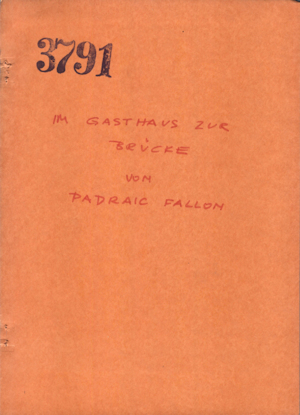 3791
IM GASTHAUS ZUR
BRÜCKE
VON
PADRAIC FALLON